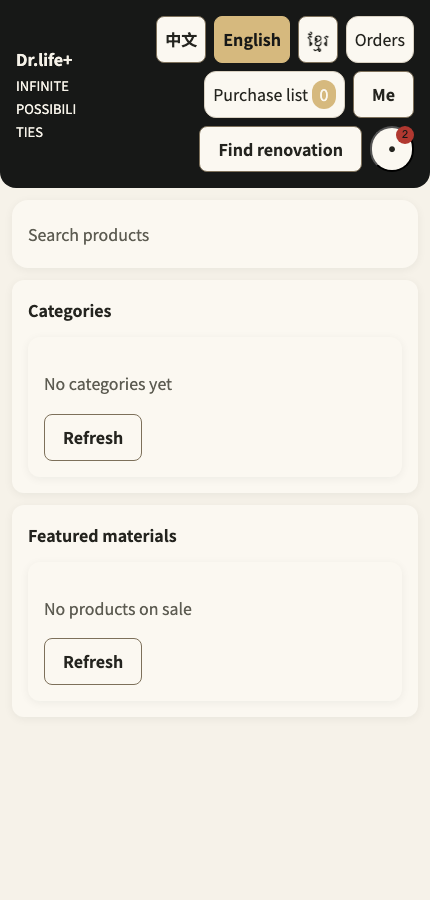 Dr.life+
INFINITE
POSSIBILI
TIES
中文
English
ខ្មែរ
Orders
Purchase list 0
Me
Find renovation
2
Search products
Categories
No categories yet
Refresh
Featured materials
No products on sale
Refresh